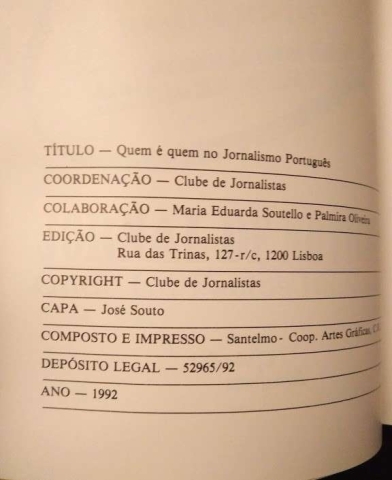 TÍTULO — Quem é quem no Jornalismo Português
COORDENAÇÃO — Clube de Jornalistas
COLABORAÇÃO — Maria Eduarda Soutello e Palmira Oliveira
EDIÇÃO — Clube de Jornalistas
Rua das Trinas, 127-r/c, 1200 Lisboa
COPYRIGHT — Clube de Jornalistas
CAPA — José Souto
COMPOSTO E IMPRESSO — Santelmo - Coop. Artes Gráficas,
DEPÓSITO LEGAL — 52965/92
ANO — 1992